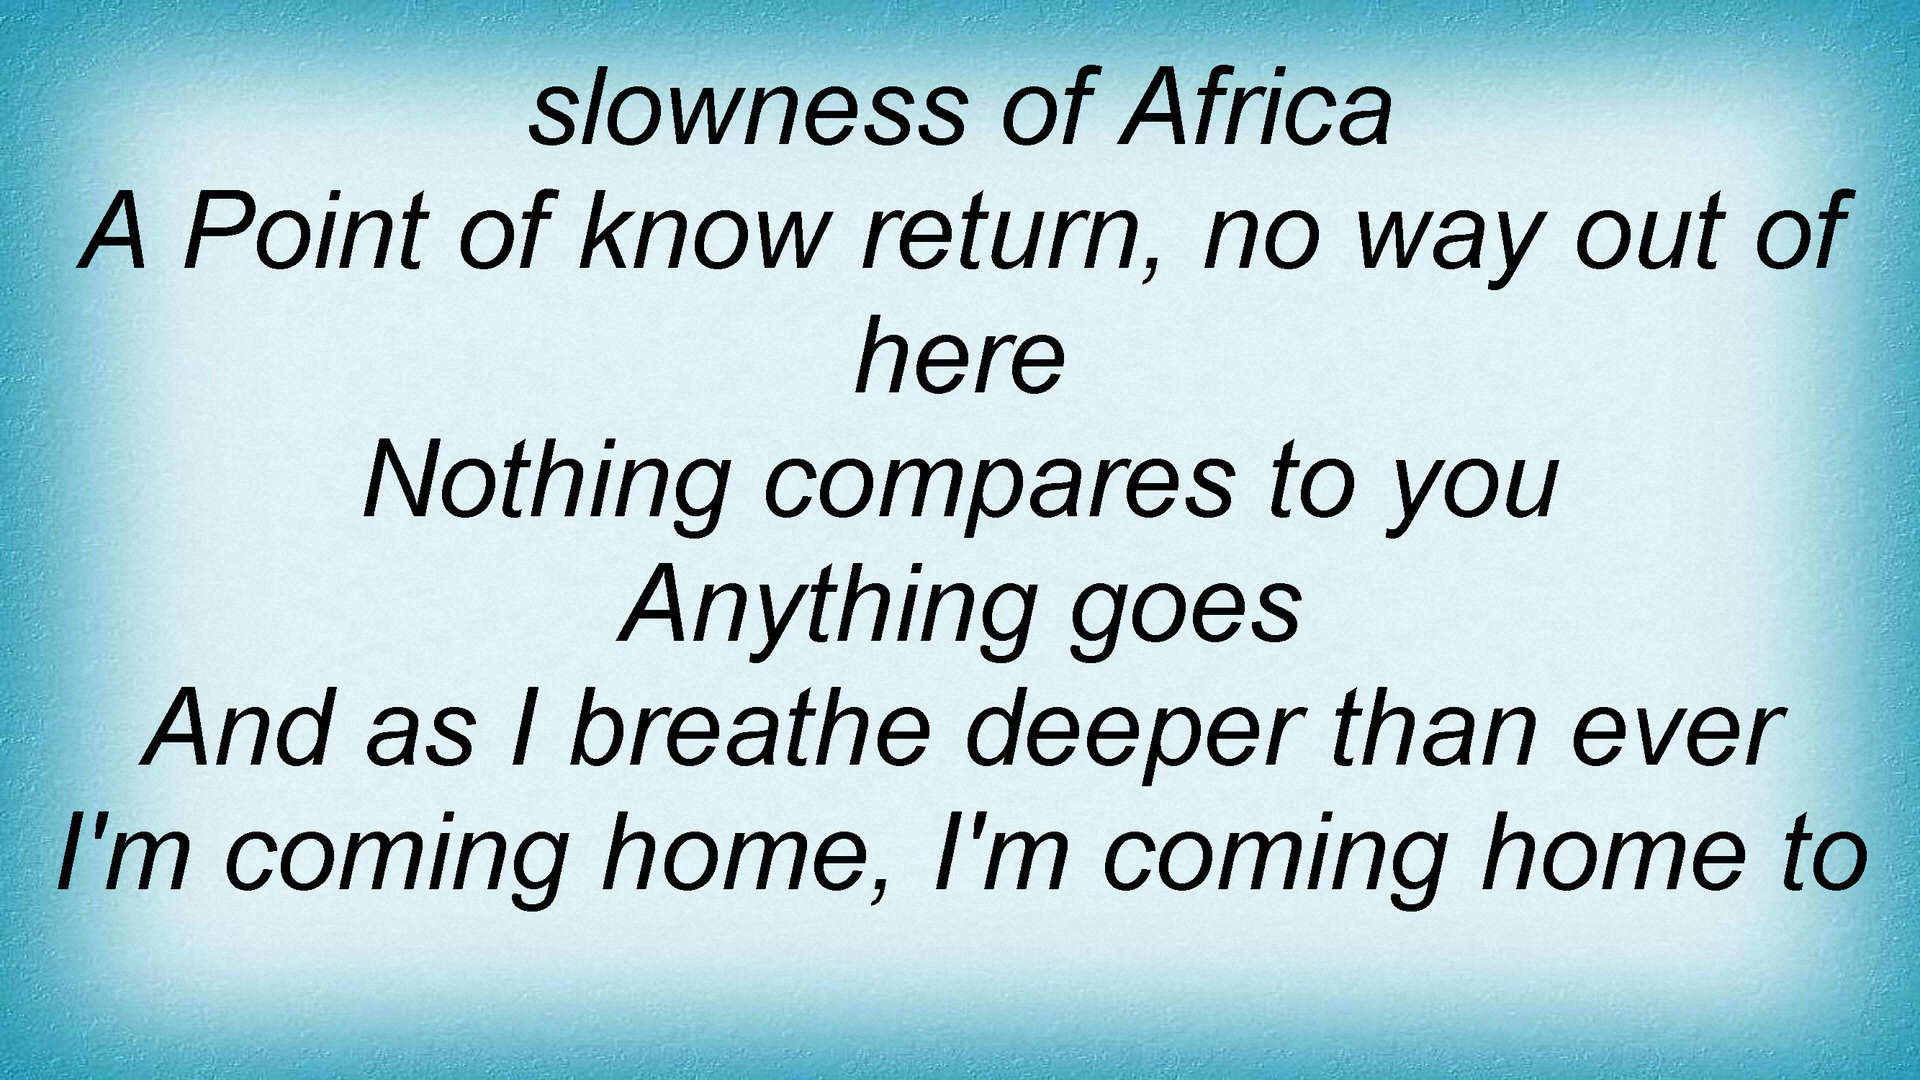 slowness of Africa
A Point of know return, no way out of
here
Nothing compares to you
Anything goes
And as I breathe deeper than ever
I'm coming home, I'm coming home to